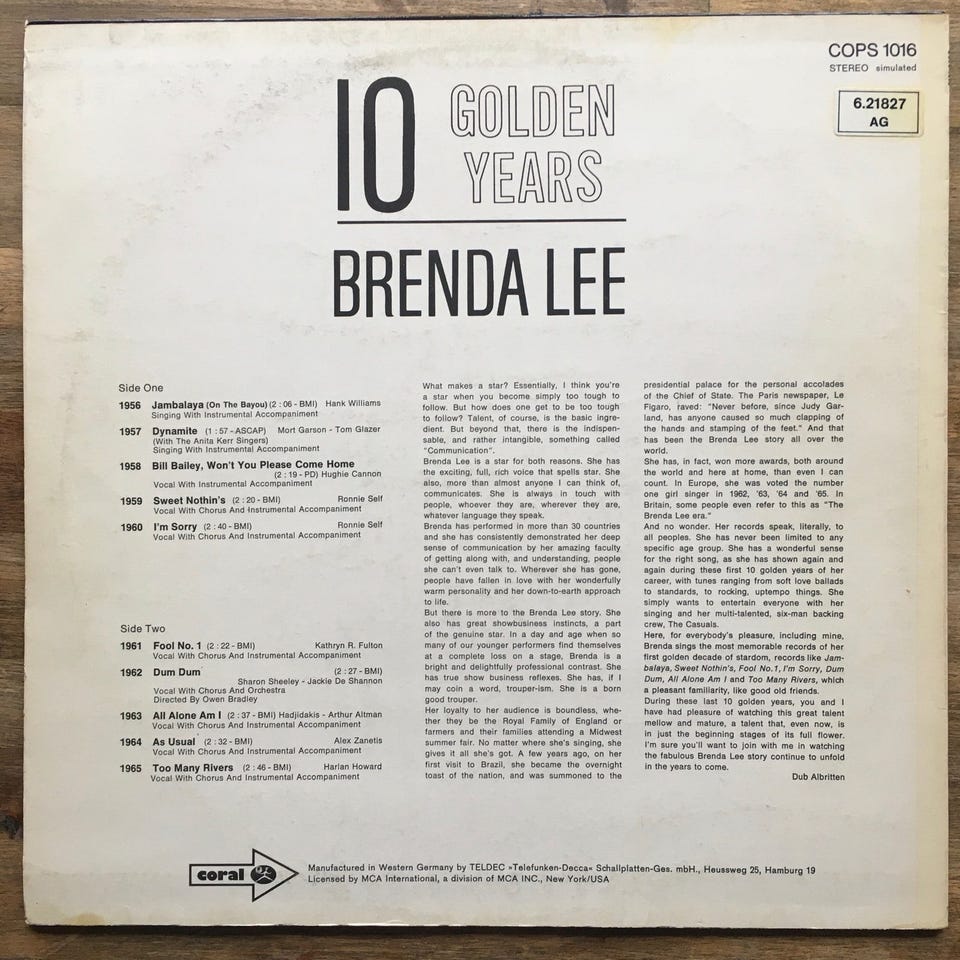 COPS 1016
STEREO simulated
6.21827
AG
10 GOLDEN
YEARS
BRENDA LEE
Side One
1956 Jambalaya (On The Bayou) (2 : 06 - BMI) Hank Williams
Singing With Instrumental Accompaniment
1957 Dynamite (1 : 57 - ASCAP) Mort Garson - Tom Glazer
(With The Anita Kerr Singers)
Singing With Instrumental Accompaniment
1958 Bill Bailey, Won't You Please Come Home
(2 : 19 - PD) Hughie Cannon
Vocal With Instrumental Accompaniment
1959 Sweet Nothin's (2 : 20 - BMI) Ronnie Self
Vocal With Chorus And Instrumental Accompaniment
1960 I'm Sorry (2 : 40 - BMI) Ronnie Self
Vocal With Chorus And Instrumental Accompaniment
Side Two
1961 Fool No. 1 (2 : 22 - BMI) Kathryn R. Fulton
Vocal With Chorus And Instrumental Accompaniment
1962 Dum Dum (2 : 27 - BMI)
Sharon Sheeley - Jackie De Shannon
Vocal With Chorus And Orchestra
Directed By Owen Bradley
1963 All Alone Am I (2 : 37 - BMI) Hadjidakis - Arthur Altman
Vocal With Chorus And Instrumental Accompaniment
1964 As Usual (2 : 32 - BMI) Alex Zanetis
Vocal With Chorus And Instrumental Accompaniment
1965 Too Many Rivers (2 : 46 - BMI) Harlan Howard
Vocal With Chorus And Instrumental Accompaniment
What makes a star? Essentially, I think you're
a star when you become simply too tough to
follow. But how does one get to be too tough
to follow? Talent, of course, is the basic ingre-
dient. But beyond that, there is the indispen-
sable, and rather intangible, something called
"Communication".
Brenda Lee is a star for both reasons. She has
the exciting, full, rich voice that spells star. She
also, more than almost anyone I can think of,
communicates. She is always in touch with
people, whoever they are, wherever they are,
whatever language they speak.
Brenda has performed in more than 30 countries
and she has consistently demonstrated her deep
sense of communication by her amazing faculty
of getting along with, and understanding, people
she can't even talk to. Wherever she has gone,
people have fallen in love with her wonderfully
warm personality and her down-to-earth approach
to life.
But there is more to the Brenda Lee story. She
also has great showbusiness instincts, a part
of the genuine star. In a day and age when so
many of our younger performers find themselves
at a complete loss on a stage, Brenda is a
bright and delightfully professional contrast. She
has true show business reflexes. She has, if I
may coin a word, trouper-ism. She is a born
good trouper.
Her loyalty to her audience is boundless, whe-
ther they be the Royal Family of England or
farmers and their families attending a Midwest
summer fair. No matter where she's singing, she
gives it all she's got. A few years ago, on her
first visit to Brazil, she became the overnight
toast of the nation, and was summoned to the
presidential palace for the personal accolades
of the Chief of State. The Paris newspaper, Le
Figaro, raved: "Never before, since Judy Gar-
land, has anyone caused so much clapping of
the hands and stamping of the feet." And that
has been the Brenda Lee story all over the
world.
She has, in fact, won more awards, both around
the world and here at home, than even I can
count. In Europe, she was voted the number
one girl singer in 1962, '63, '64 and '65. In
Britain, some people even refer to this as "The
Brenda Lee era."
And no wonder. Her records speak, literally, to
all peoples. She has never been limited to any
specific age group. She has a wonderful sense
for the right song, as she has shown again and
again during these first 10 golden years of her
career, with tunes ranging from soft love ballads
to standards, to rocking, uptempo things. She
simply wants to entertain everyone with her
singing and her multi-talented, six-man backing
crew, The Casuals.
Here, for everybody's pleasure, including mine,
Brenda sings the most memorable records of her
first golden decade of stardom, records like Jam-
balaya, Sweet Nothin's, Fool No. 1, I'm Sorry, Dum
Dum, All Alone Am I and Too Many Rivers, which
a pleasant familiarity, like good old friends.
During these last 10 golden years, you and I
have had pleasure of watching this great talent
mellow and mature, a talent that, even now, is
in just the beginning stages of its full flower.
I'm sure you'll want to join with me in watching
the fabulous Brenda Lee story continue to unfold
in the years to come.
Dub Albritten
coral
Manufactured in Western Germany by TELDEC »Telefunken-Decca« Schallplatten-Ges. mbH., Heussweg 25, Hamburg 19
Licensed by MCA International, a division of MCA INC., New York/USA